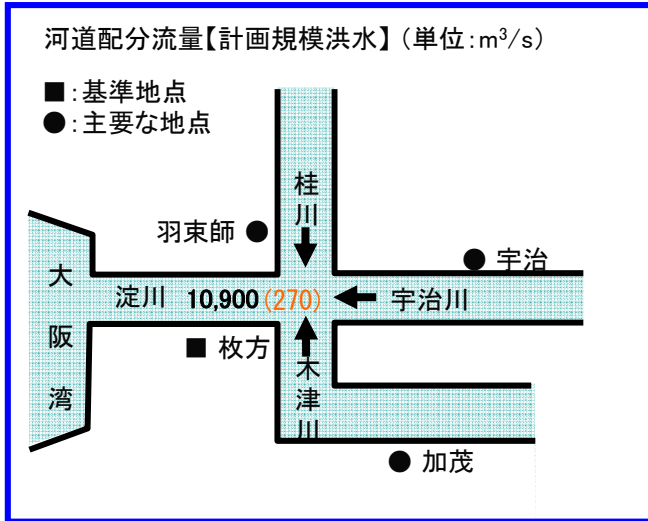 河道配分流量【計画規模洪水】（単位:m³/s）
■:基準地点
●:主要な地点
桂川
羽束師 ●
● 宇治
大阪湾
淀川 10,900(270)
宇治川
■ 枚方
木津川
● 加茂